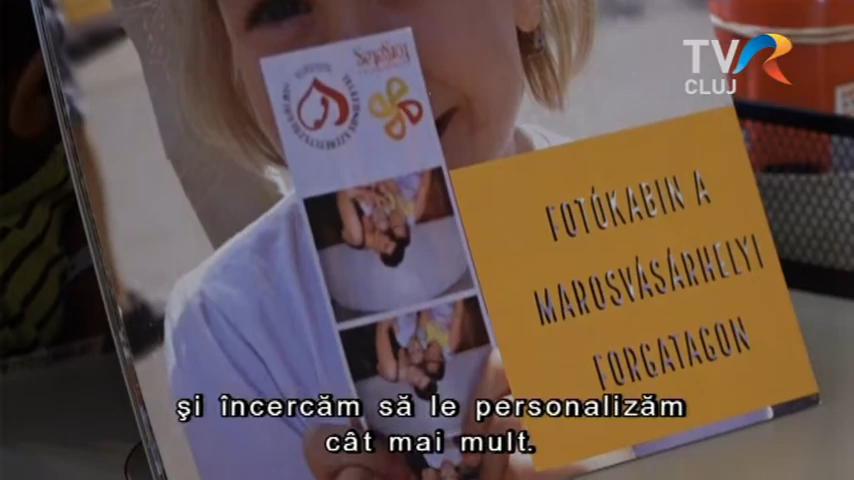 TVR
CLUJ
FOTÓKABIN A
MAROSVÁSÁRHELYI
FORGATAGON
şi încercăm să le personalizăm
cât mai mult.